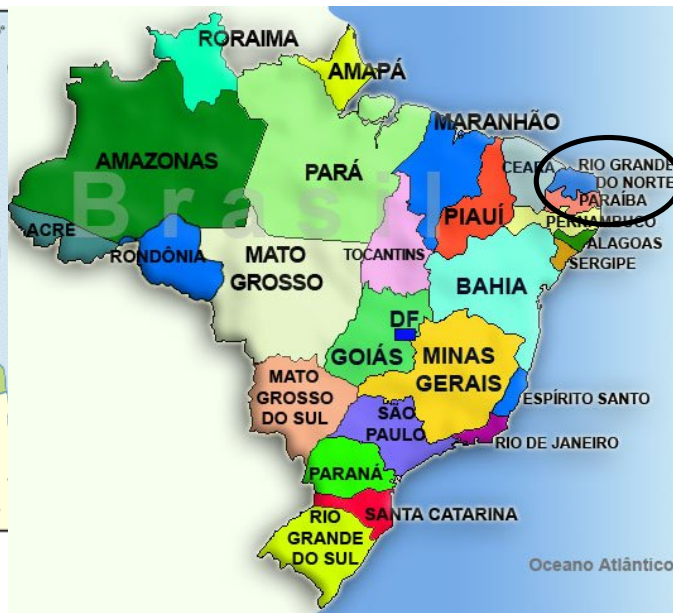 RORAIMA
AMAPÁ
MARANHÃO
CEARA
RIO GRANDE
DO NORTE
AMAZONAS
PARÁ
PARAÍBA
Brasil
PIAUÍ
PERNAMBUCO
ACRE
RONDÔNIA
MATO
GROSSO
TOCANTINS
ALAGOAS
SERGIPE
BAHIA
DF
GOIÁS
MINAS
GERAIS
MATO
GROSSO
DO SUL
SÃO
PAULO
ESPÍRITO SANTO
RIO DE JANEIRO
PARANÁ
SANTA CATARINA
RIO
GRANDE
DO SUL
Oceano Atlântico